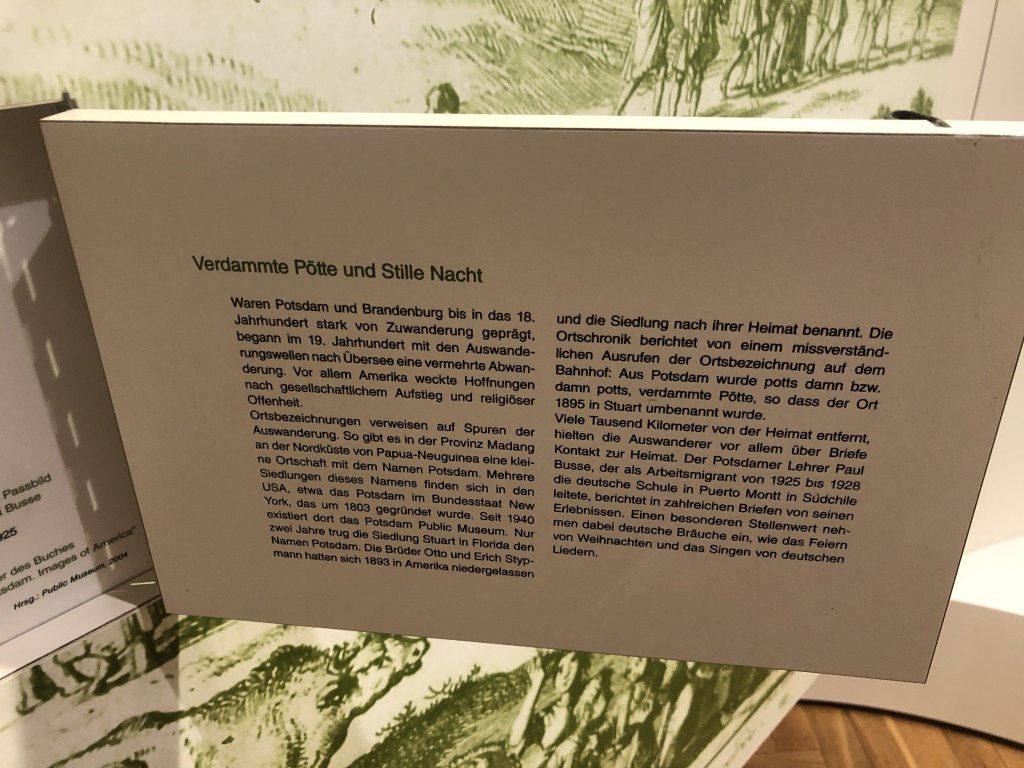 Verdammte Pötte und Stille Nacht
Waren Potsdam und Brandenburg bis in das 18.
Jahrhundert stark von Zuwanderung geprägt,
begann im 19. Jahrhundert mit den Auswande-
rungswellen nach Übersee eine vermehrte Abwan-
derung. Vor allem Amerika weckte Hoffnungen
nach gesellschaftlichem Aufstieg und religiöser
Offenheit.
Ortsbezeichnungen verweisen auf Spuren der
Auswanderung. So gibt es in der Provinz Madang
an der Nordküste von Papua-Neuguinea eine klei-
ne Ortschaft mit dem Namen Potsdam. Mehrere
Siedlungen dieses Namens finden sich in den
USA, etwa das Potsdam im Bundesstaat New
York, das um 1803 gegründet wurde. Seit 1940
existiert dort das Potsdam Public Museum. Nur
zwei Jahre trug die Siedlung Stuart in Florida den
Namen Potsdam. Die Brüder Otto und Erich Styp-
mann hatten sich 1893 in Amerika niedergelassen
und die Siedlung nach ihrer Heimat benannt. Die
Ortschronik berichtet von einem missverständ-
lichen Ausrufen der Ortsbezeichnung auf dem
Bahnhof: Aus Potsdam wurde potts damn bzw.
damn potts, verdammte Pötte, so dass der Ort
1895 in Stuart umbenannt wurde.
Viele Tausend Kilometer von der Heimat entfernt,
hielten die Auswanderer vor allem über Briefe
Kontakt zur Heimat. Der Potsdamer Lehrer Paul
Busse, der als Arbeitsmigrant von 1925 bis 1928
die deutsche Schule in Puerto Montt in Südchile
leitete, berichtet in zahlreichen Briefen von seinen
Erlebnissen. Einen besonderen Stellenwert neh-
men dabei deutsche Bräuche ein, wie das Feiern
von Weihnachten und das Singen von deutschen
Liedern.
Passbild
Busse
925
des Buches
Images of America"
Hrsg.: Public Museum, 2004